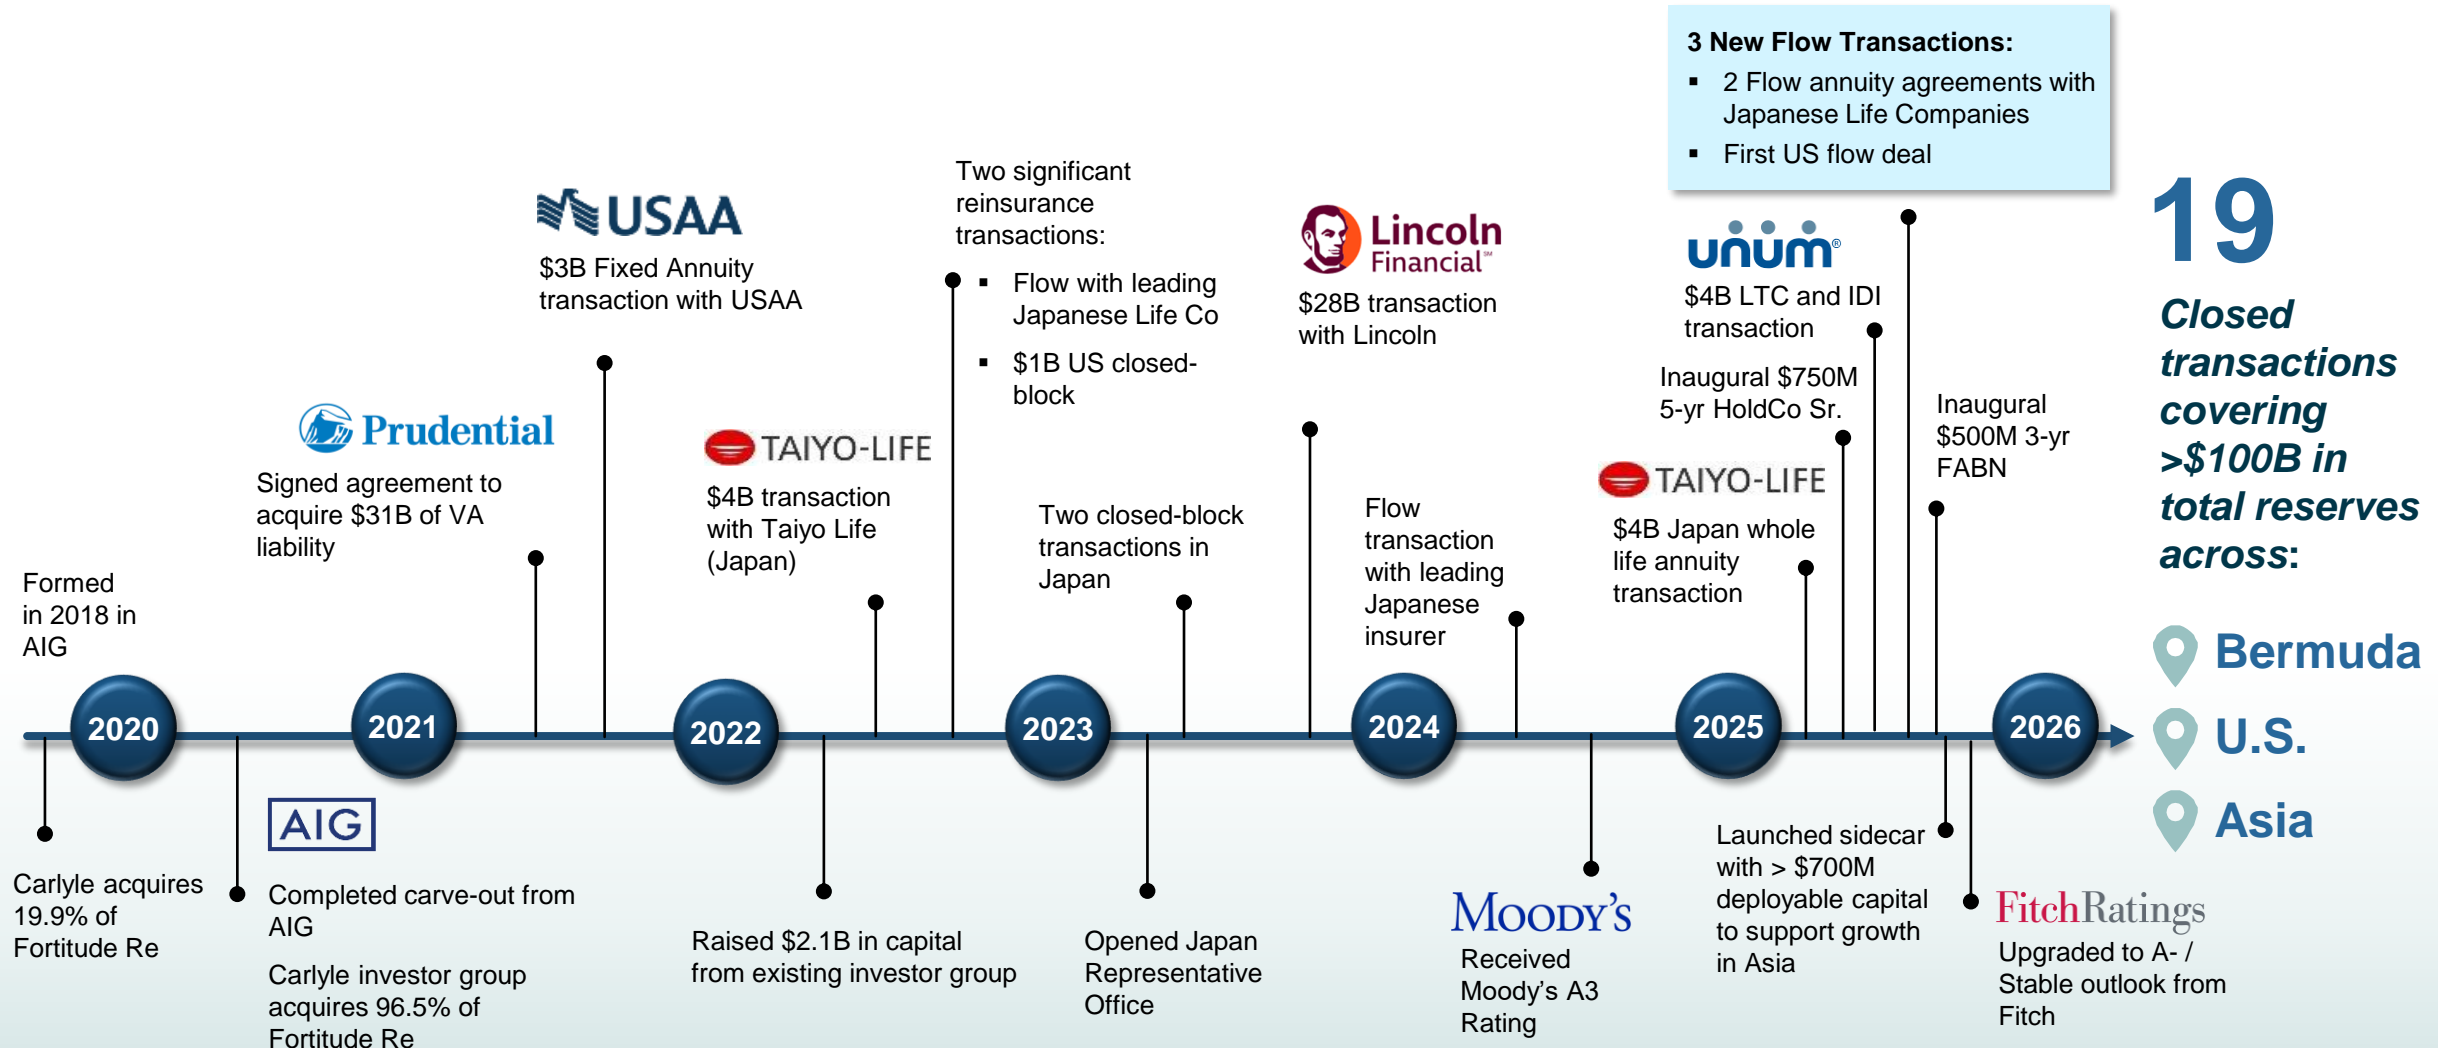 3 New Flow Transactions:
▪ 2 Flow annuity agreements with
Japanese Life Companies
▪ First US flow deal
Formed
in 2018 in
AIG
Prudential
Signed agreement to
acquire $31B of VA
liability
USAA
$3B Fixed Annuity
transaction with USAA
TAIYO-LIFE
$4B transaction
with Taiyo Life
(Japan)
Two significant
reinsurance
transactions:
▪ Flow with leading
Japanese Life Co
▪ $1B US closed-
block
Two closed-block
transactions in
Japan
Lincoln
Financial℠
$28B transaction
with Lincoln
Flow
transaction
with leading
Japanese
insurer
TAIYO-LIFE
$4B Japan whole
life annuity
transaction
unum®
$4B LTC and IDI
transaction
Inaugural $750M
5-yr HoldCo Sr.
Inaugural
$500M 3-yr
FABN
2020
2021
2022
2023
2024
2025
2026
Carlyle acquires
19.9% of
Fortitude Re
AIG
Completed carve-out from
AIG
Carlyle investor group
acquires 96.5% of
Fortitude Re
Raised $2.1B in capital
from existing investor group
Opened Japan
Representative
Office
MOODY'S
Received
Moody's A3
Rating
Launched sidecar
with > $700M
deployable capital
to support growth
in Asia
FitchRatings
Upgraded to A- /
Stable outlook from
Fitch
19
Closed
transactions
covering
>$100B in
total reserves
across:
Bermuda
U.S.
Asia